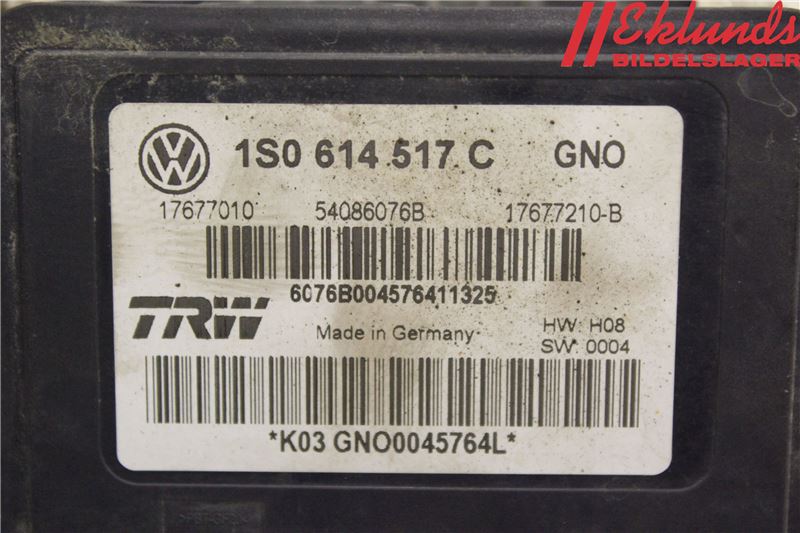 Eklunds
BILDELSLAGER
1S0 614 517 C GNO
17677010 54086076B 17677210-B
6076B004576411325
TRW Made in Germany HW: H08
SW: 0004
*K03 GNO0045764L*